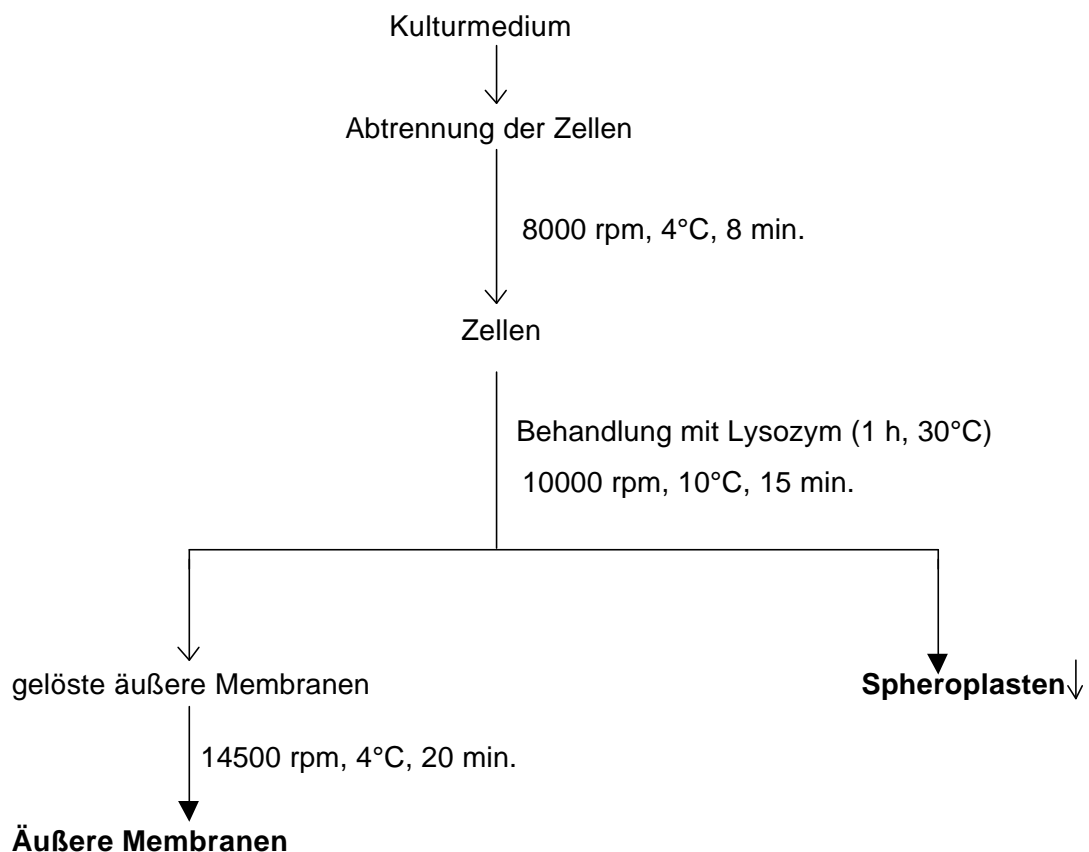 Kulturmedium
Abtrennung der Zellen
8000 rpm, 4°C, 8 min.
Zellen
Behandlung mit Lysozym (1 h, 30°C)
10000 rpm, 10°C, 15 min.
gelöste äußere Membranen
Spheroplasten
14500 rpm, 4°C, 20 min.
Äußere Membranen